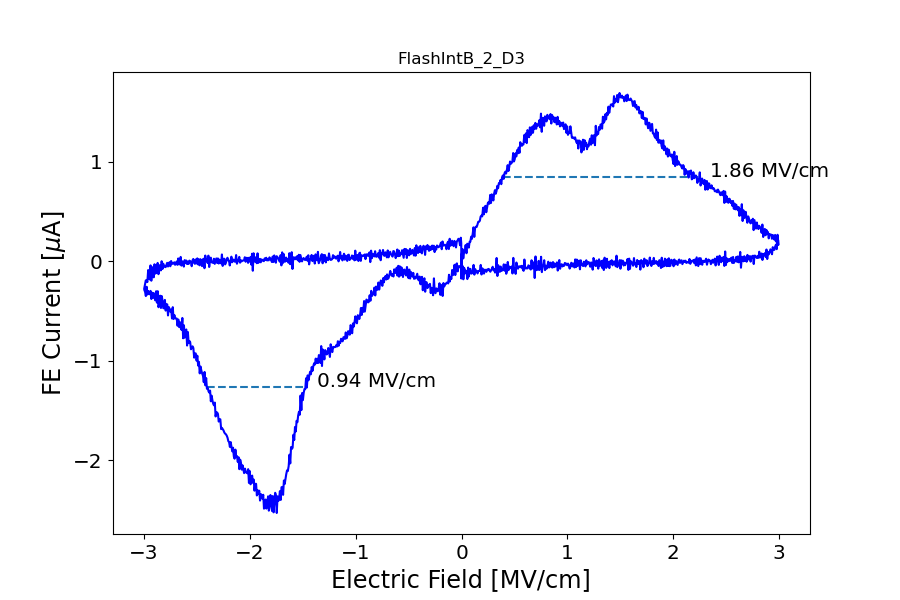 FlashIntB_2_D3
1.86 MV/cm
0.94 MV/cm
FE Current [μA]
1
0
−1
−2
−3 −2 −1 0 1 2 3
Electric Field [MV/cm]